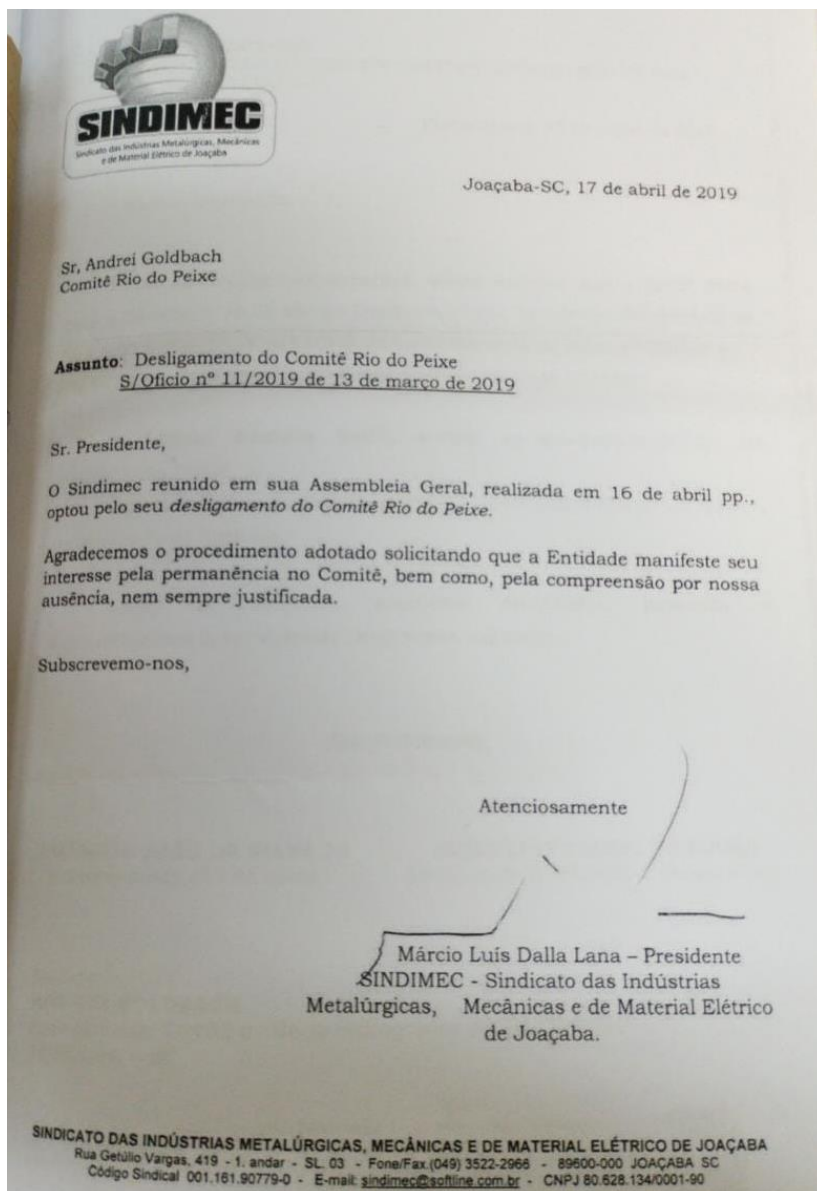 SINDIMEC
Sindicato das Indústrias Metalúrgicas, Mecânicas
e de Material Elétrico de Joaçaba
Joaçaba-SC, 17 de abril de 2019
Sr, Andrei Goldbach
Comitê Rio do Peixe
Assunto: Desligamento do Comitê Rio do Peixe
S/Oficio nº 11/2019 de 13 de março de 2019
Sr. Presidente,
O Sindimec reunido em sua Assembleia Geral, realizada em 16 de abril pp.,
optou pelo seu desligamento do Comitê Rio do Peixe.
Agradecemos o procedimento adotado solicitando que a Entidade manifeste seu
interesse pela permanência no Comitê, bem como, pela compreensão por nossa
ausência, nem sempre justificada.
Subscrevemo-nos,
Atenciosamente
Márcio Luís Dalla Lana – Presidente
SINDIMEC - Sindicato das Indústrias
Metalúrgicas, Mecânicas e de Material Elétrico
de Joaçaba.
SINDICATO DAS INDÚSTRIAS METALÚRGICAS, MECÂNICAS E DE MATERIAL ELÉTRICO DE JOAÇABA
Rua Getúlio Vargas, 419 - 1. andar - SL. 03 - Fone/Fax.(049) 3522-2966 - 89600-000 JOAÇABA SC
Código Sindical 001.161.90779-0 - E-mail: sindimec@softline.com.br - CNPJ 80.628.134/0001-90